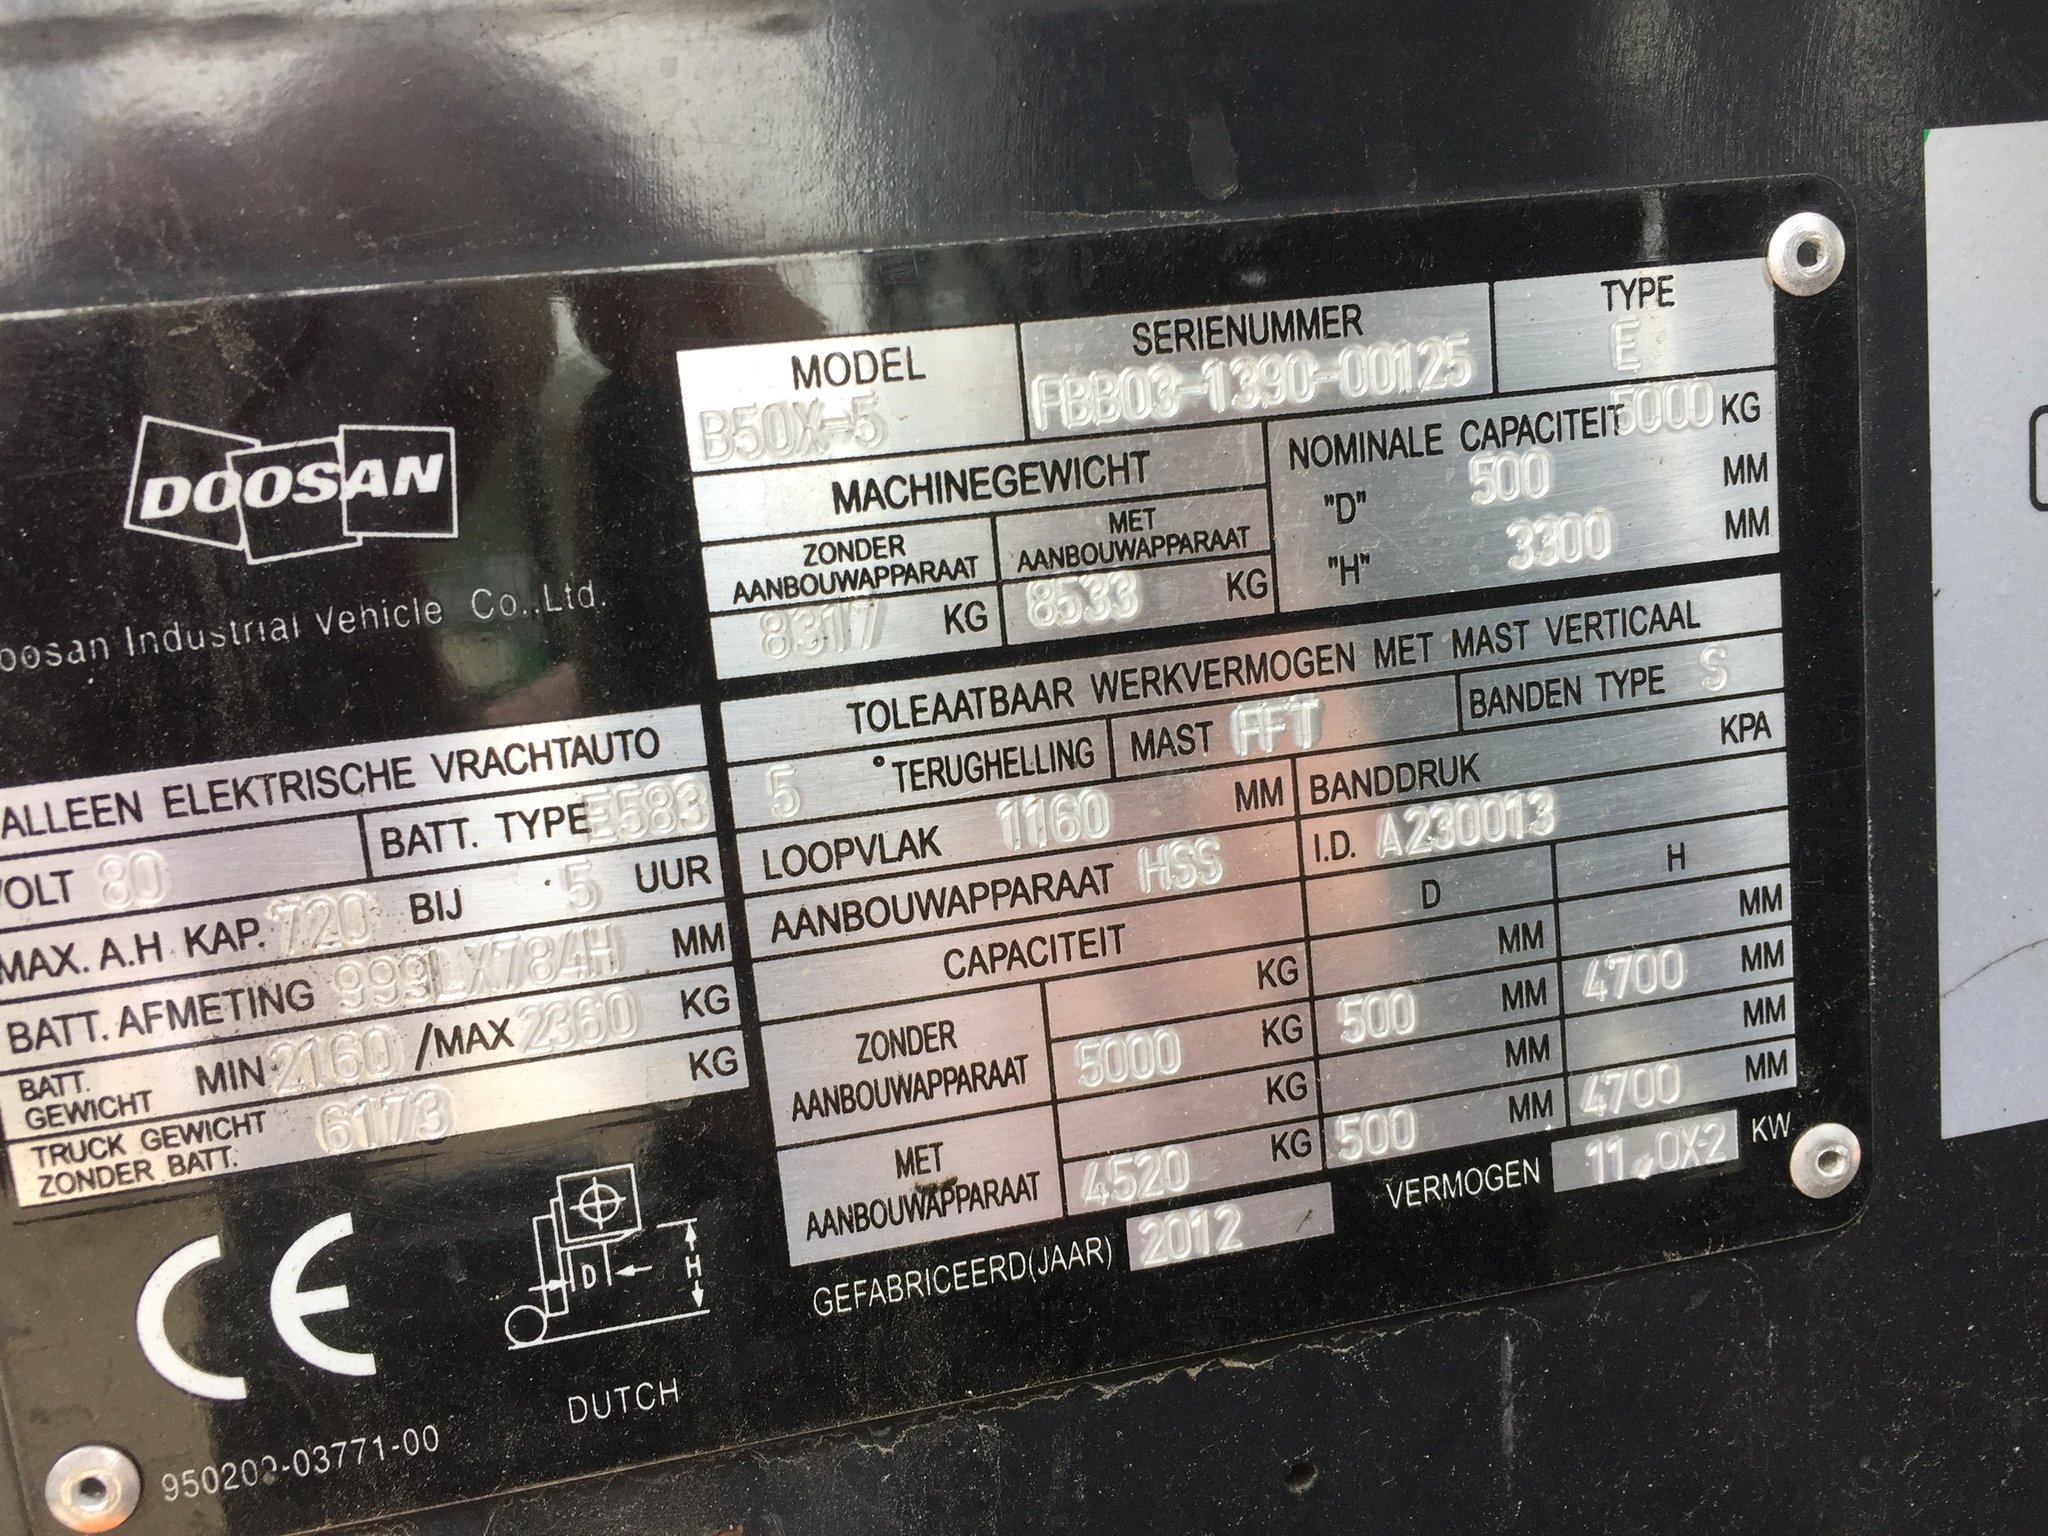 DOOSAN
oosan Industrial Vehicle Co.,Ltd.
MODEL
B50X-5
SERIENUMMER
FBB03-1390-00125
TYPE
E
MACHINEGEWICHT
ZONDER AANBOUWAPPARAAT
8317 KG
MET AANBOUWAPPARAAT
8533 KG
NOMINALE CAPACITEIT 5000 KG
"D" 500 MM
"H" 3300 MM
ALLEEN ELEKTRISCHE VRACHTAUTO
VOLT 80
BATT. TYPE E583
MAX. A.H KAP. 720 BIJ 5 UUR
BATT. AFMETING 999LX784H MM
BATT. GEWICHT MIN 2160 /MAX 2360 KG
TRUCK GEWICHT ZONDER BATT. 6173 KG
TOLEAATBAAR WERKVERMOGEN MET MAST VERTICAAL
5 °TERUGHELLING
MAST FFT
BANDEN TYPE S
LOOPVLAK 1160 MM
BANDDRUK KPA
AANBOUWAPPARAAT HSS
I.D. A230013
CAPACITEIT
D
H
KG MM MM
ZONDER AANBOUWAPPARAAT
5000 KG 500 MM 4700 MM
KG MM MM
MET AANBOUWAPPARAAT
4520 KG 500 MM 4700 MM
GEFABRICEERD(JAAR) 2012
VERMOGEN 11,0X2 KW
CE
D
H
DUTCH